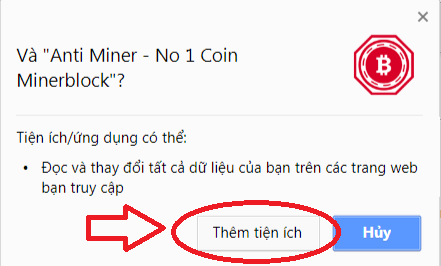 Và "Anti Miner - No 1 Coin
Minerblock"?
Tiện ích/ứng dụng có thể:
• Đọc và thay đổi tất cả dữ liệu của bạn trên các trang web
bạn truy cập
Thêm tiện ích Hủy